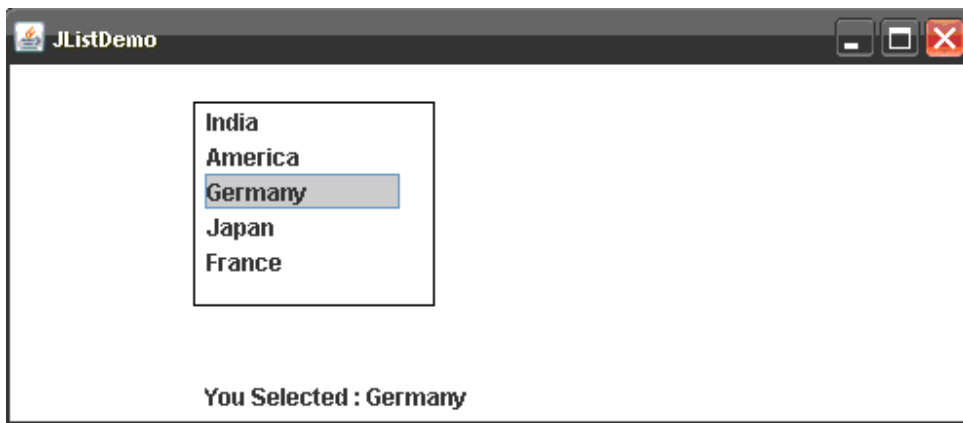 JListDemo
India
America
Germany
Japan
France
You Selected : Germany